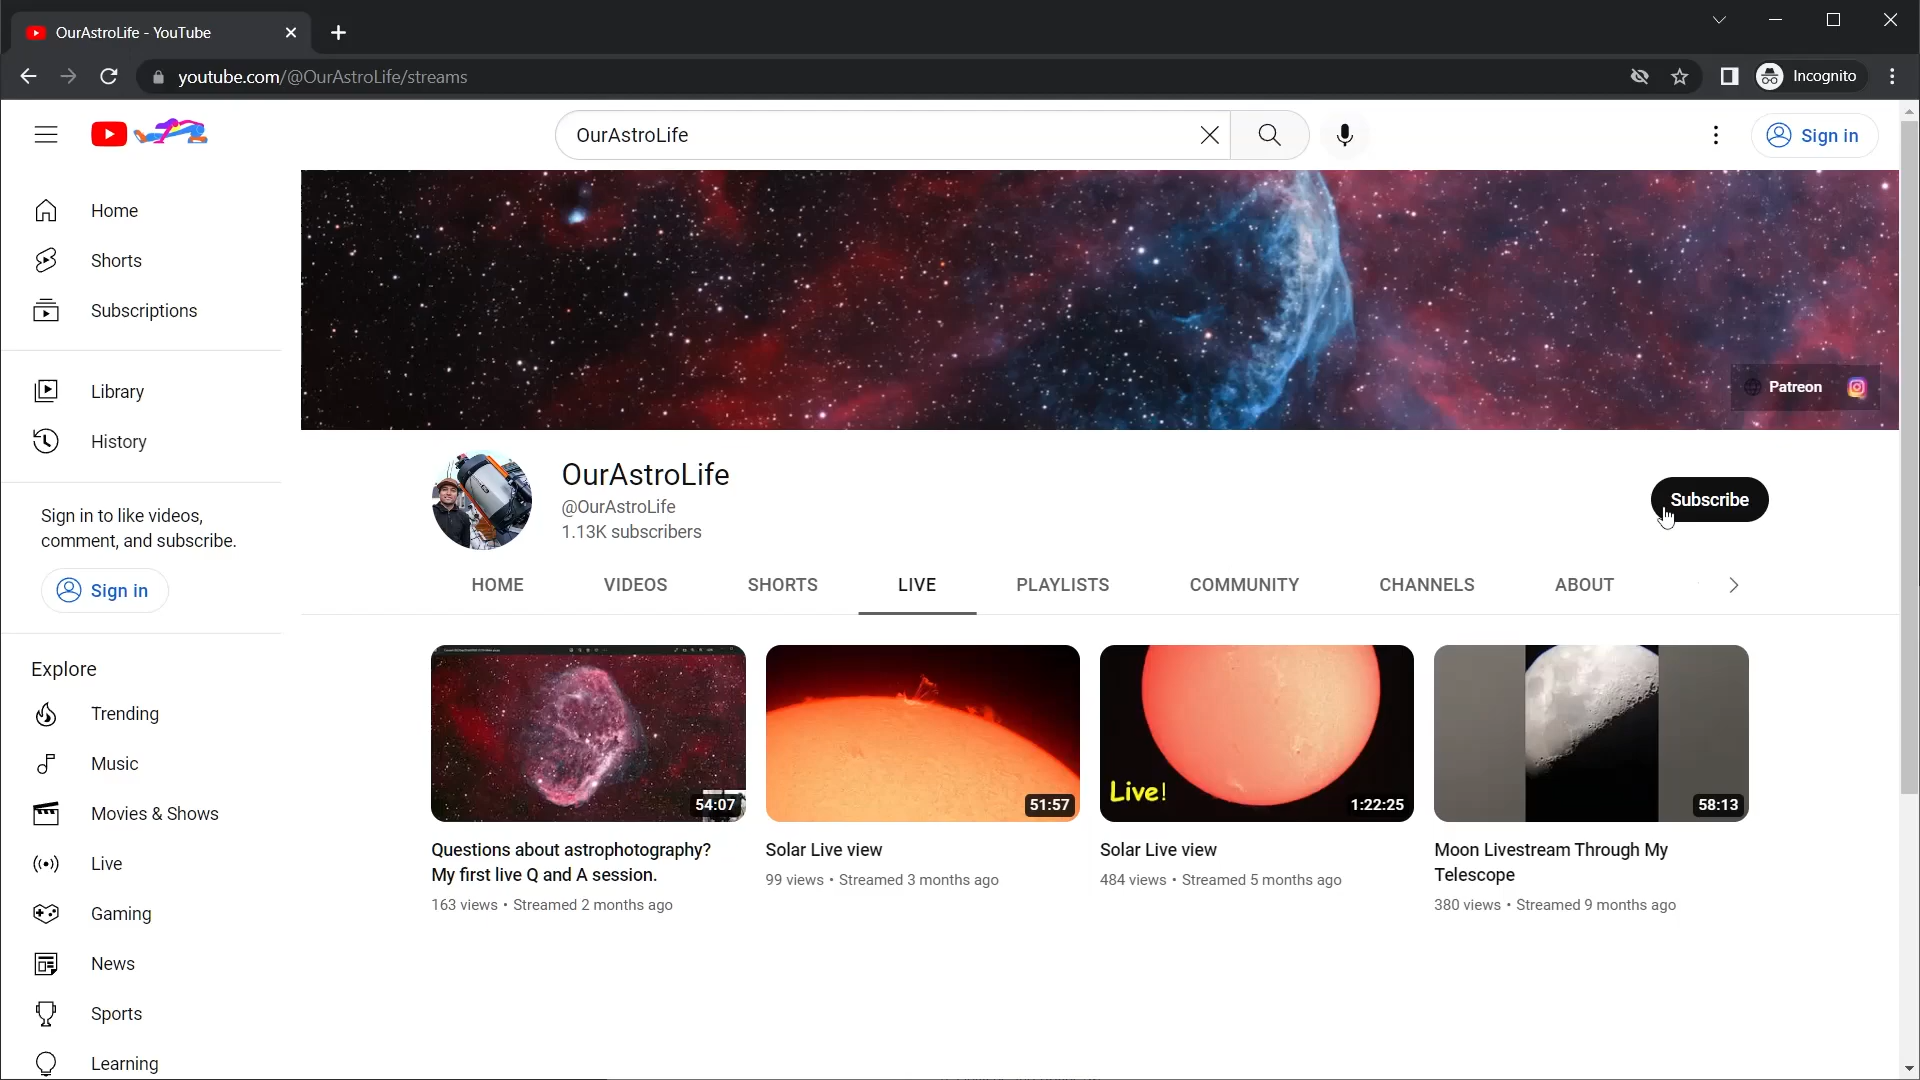 OurAstroLife - YouTube
youtube.com/@OurAstroLife/streams
Incognito
OurAstroLife
Sign in
Home
Shorts
Subscriptions
Library
History
Sign in to like videos,
comment, and subscribe.
Sign in
Explore
Trending
Music
Movies & Shows
Live
Gaming
News
Sports
Learning
Patreon
OurAstroLife
@OurAstroLife
1.13K subscribers
Subscribe
HOME
VIDEOS
SHORTS
LIVE
PLAYLISTS
COMMUNITY
CHANNELS
ABOUT
54:07
Questions about astrophotography?
My first live Q and A session.
163 views • Streamed 2 months ago
51:57
Solar Live view
99 views • Streamed 3 months ago
Live!
1:22:25
Solar Live view
484 views • Streamed 5 months ago
58:13
Moon Livestream Through My
Telescope
380 views • Streamed 9 months ago